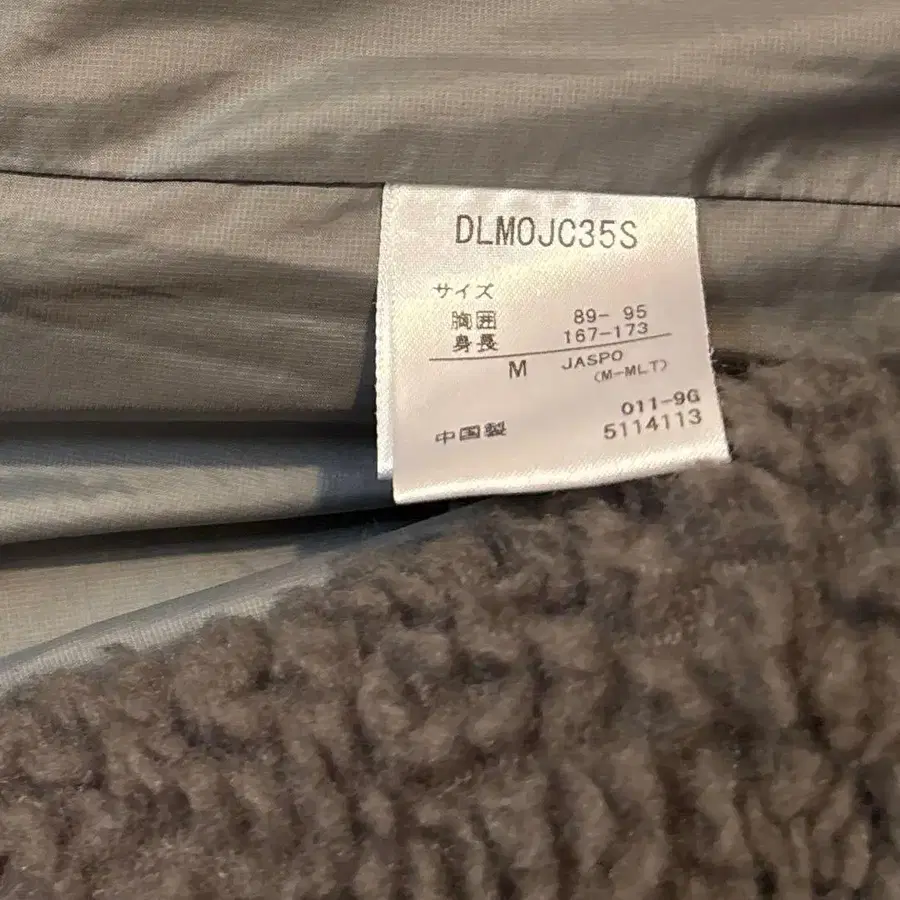 DLMOJC35S
サイズ
胸囲 89- 95
身長 167-173
M JASPO
(M-MLT)
011-9G
中国製 5114113